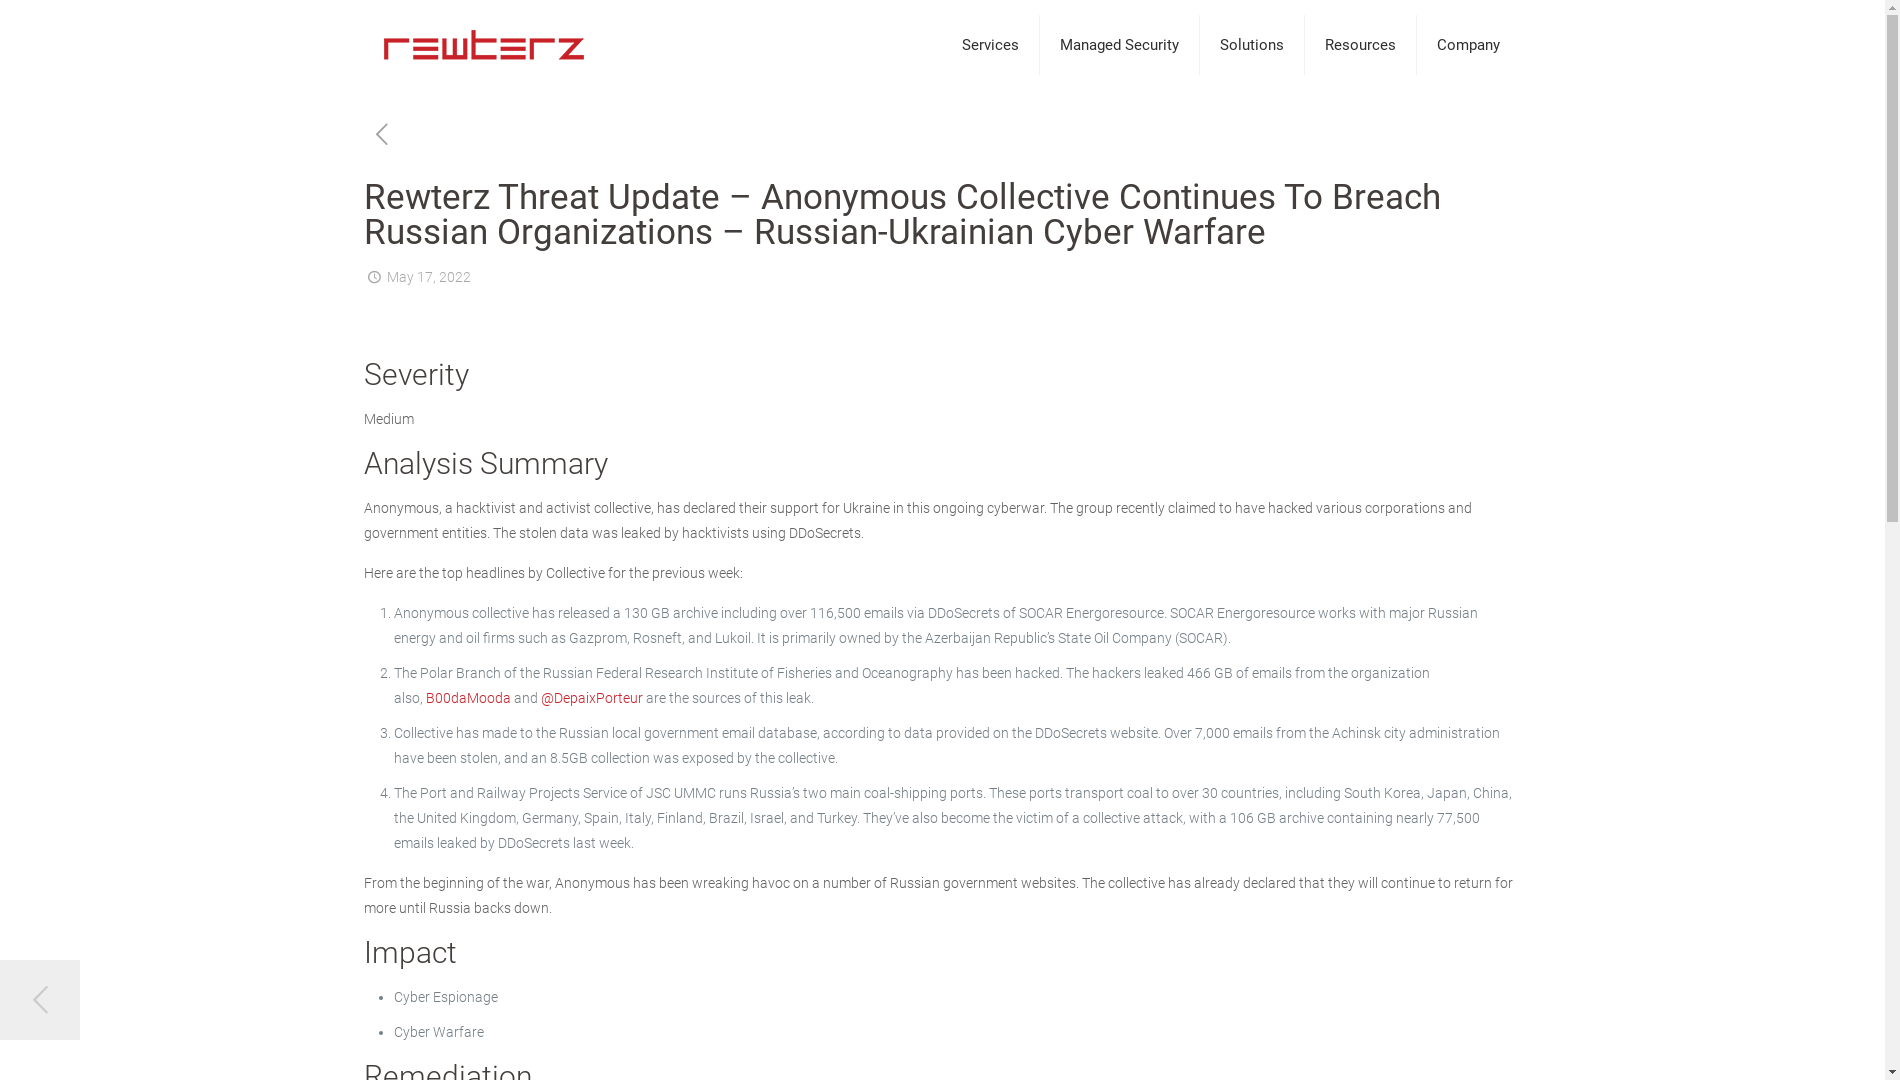 rewterz
Services
Managed Security
Solutions
Resources
Company
Rewterz Threat Update – Anonymous Collective Continues To Breach
Russian Organizations – Russian-Ukrainian Cyber Warfare
May 17, 2022
Severity
Medium
Analysis Summary
Anonymous, a hacktivist and activist collective, has declared their support for Ukraine in this ongoing cyberwar. The group recently claimed to have hacked various corporations and
government entities. The stolen data was leaked by hacktivists using DDoSecrets.
Here are the top headlines by Collective for the previous week:
1. Anonymous collective has released a 130 GB archive including over 116,500 emails via DDoSecrets of SOCAR Energoresource. SOCAR Energoresource works with major Russian
energy and oil firms such as Gazprom, Rosneft, and Lukoil. It is primarily owned by the Azerbaijan Republic’s State Oil Company (SOCAR).
2. The Polar Branch of the Russian Federal Research Institute of Fisheries and Oceanography has been hacked. The hackers leaked 466 GB of emails from the organization
also, B00daMooda and @DepaixPorteur are the sources of this leak.
3. Collective has made to the Russian local government email database, according to data provided on the DDoSecrets website. Over 7,000 emails from the Achinsk city administration
have been stolen, and an 8.5GB collection was exposed by the collective.
4. The Port and Railway Projects Service of JSC UMMC runs Russia’s two main coal-shipping ports. These ports transport coal to over 30 countries, including South Korea, Japan, China,
the United Kingdom, Germany, Spain, Italy, Finland, Brazil, Israel, and Turkey. They’ve also become the victim of a collective attack, with a 106 GB archive containing nearly 77,500
emails leaked by DDoSecrets last week.
From the beginning of the war, Anonymous has been wreaking havoc on a number of Russian government websites. The collective has already declared that they will continue to return for
more until Russia backs down.
Impact
• Cyber Espionage
• Cyber Warfare
Remediation